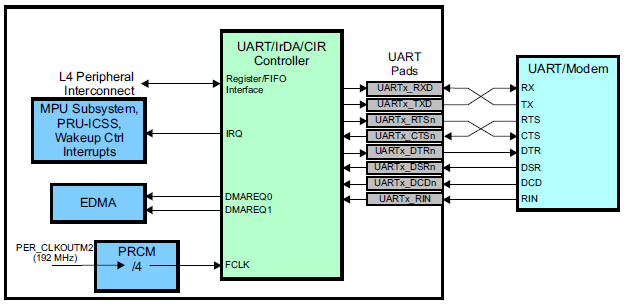 UART/IrDA/CIR
Controller
UART
Pads
UART/Modem
L4 Peripheral
Interconnect
Register/FIFO
Interface
MPU Subsystem,
PRU-ICSS,
Wakeup Ctrl
Interrupts
IRQ
EDMA
DMAREQ0
DMAREQ1
PER_CLKOUTM2
(192 MHz)
PRCM
/4
FCLK
UARTx_RXD
UARTx_TXD
UARTx_RTSn
UARTx_CTSn
UARTx_DTRn
UARTx_DSRn
UARTx_DCDn
UARTx_RIN
RX
TX
RTS
CTS
DTR
DSR
DCD
RIN